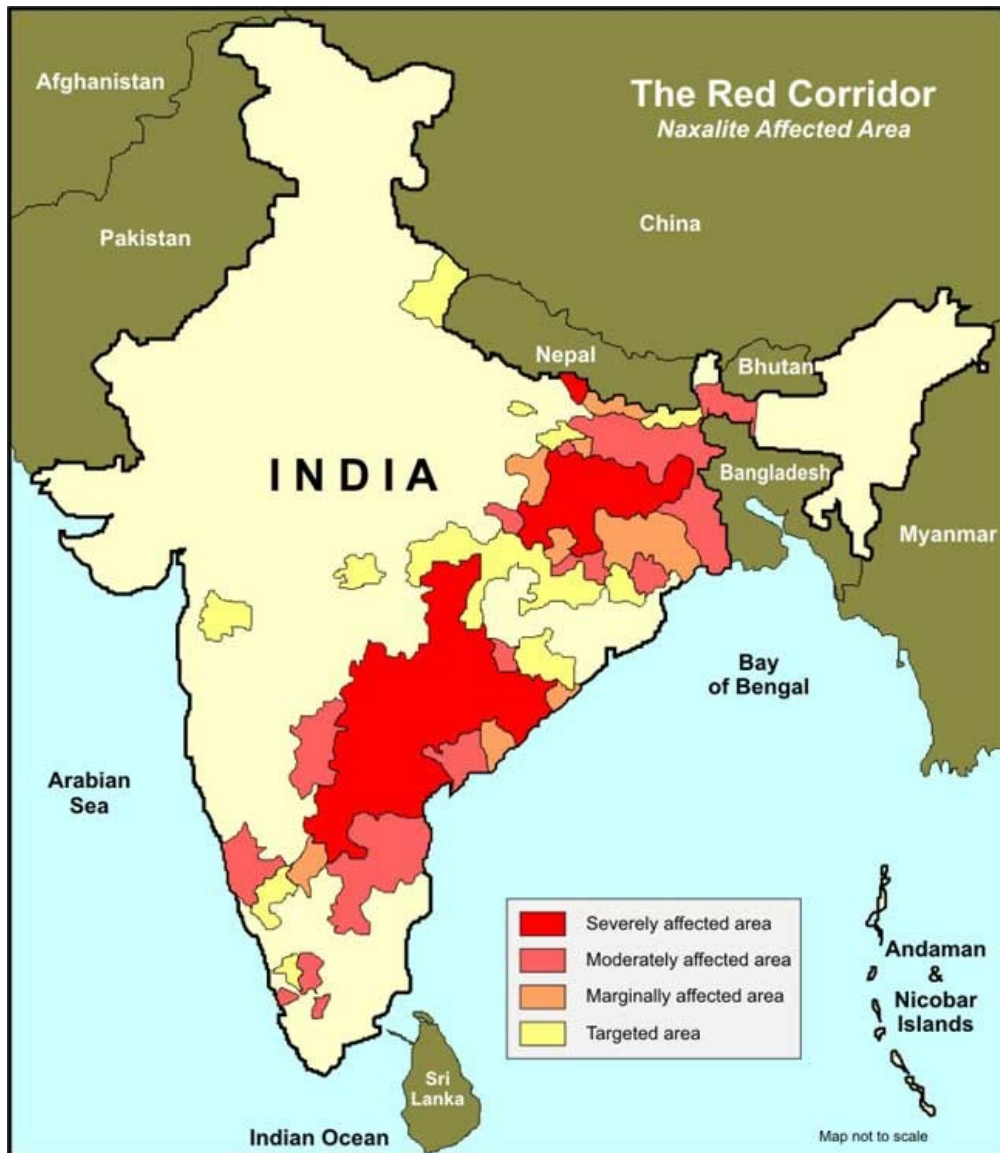 The Red Corridor
Naxalite Affected Area
Afghanistan
Pakistan
China
Nepal
Bhutan
INDIA
Bangladesh
Myanmar
Bay
of Bengal
Arabian
Sea
Severely affected area
Moderately affected area
Marginally affected area
Targeted area
Andaman
&
Nicobar
Islands
Sri
Lanka
Indian Ocean
Map not to scale